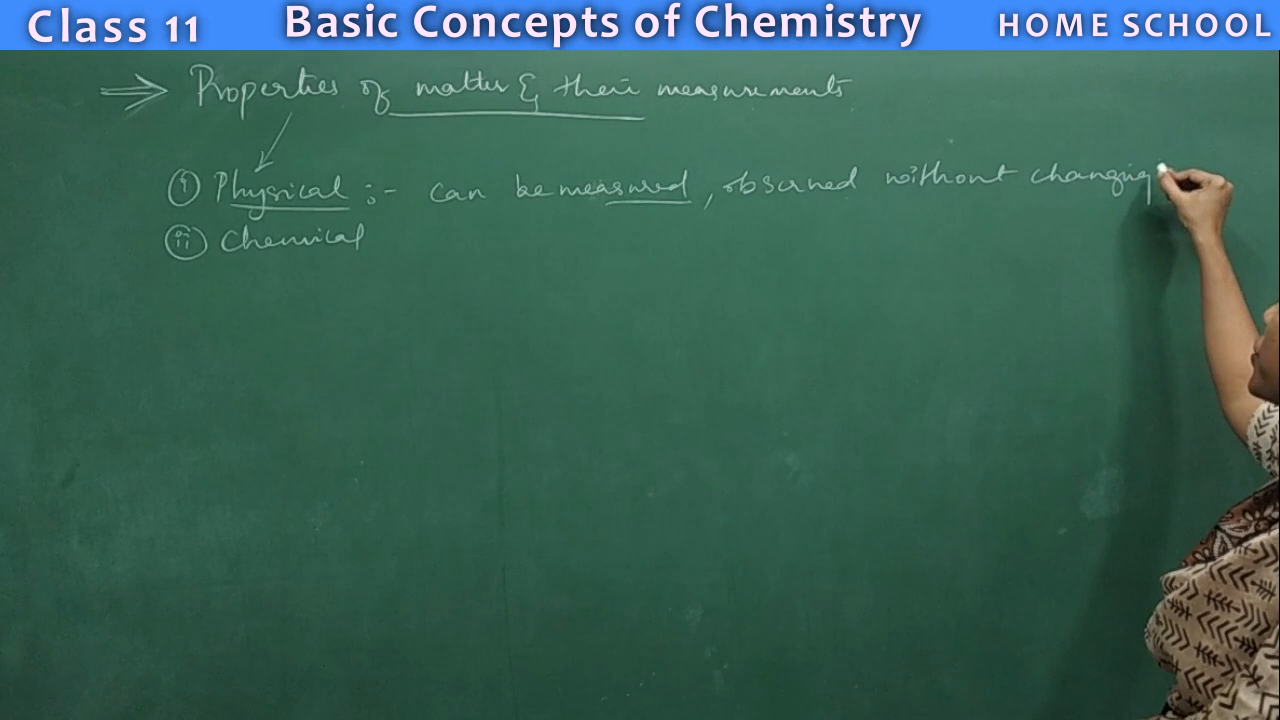 Class 11 Basic Concepts of Chemistry HOME SCHOOL
⇒ Properties of matter & their measurements
(i) Physical :- can be measured, observed without changing
(ii) Chemical